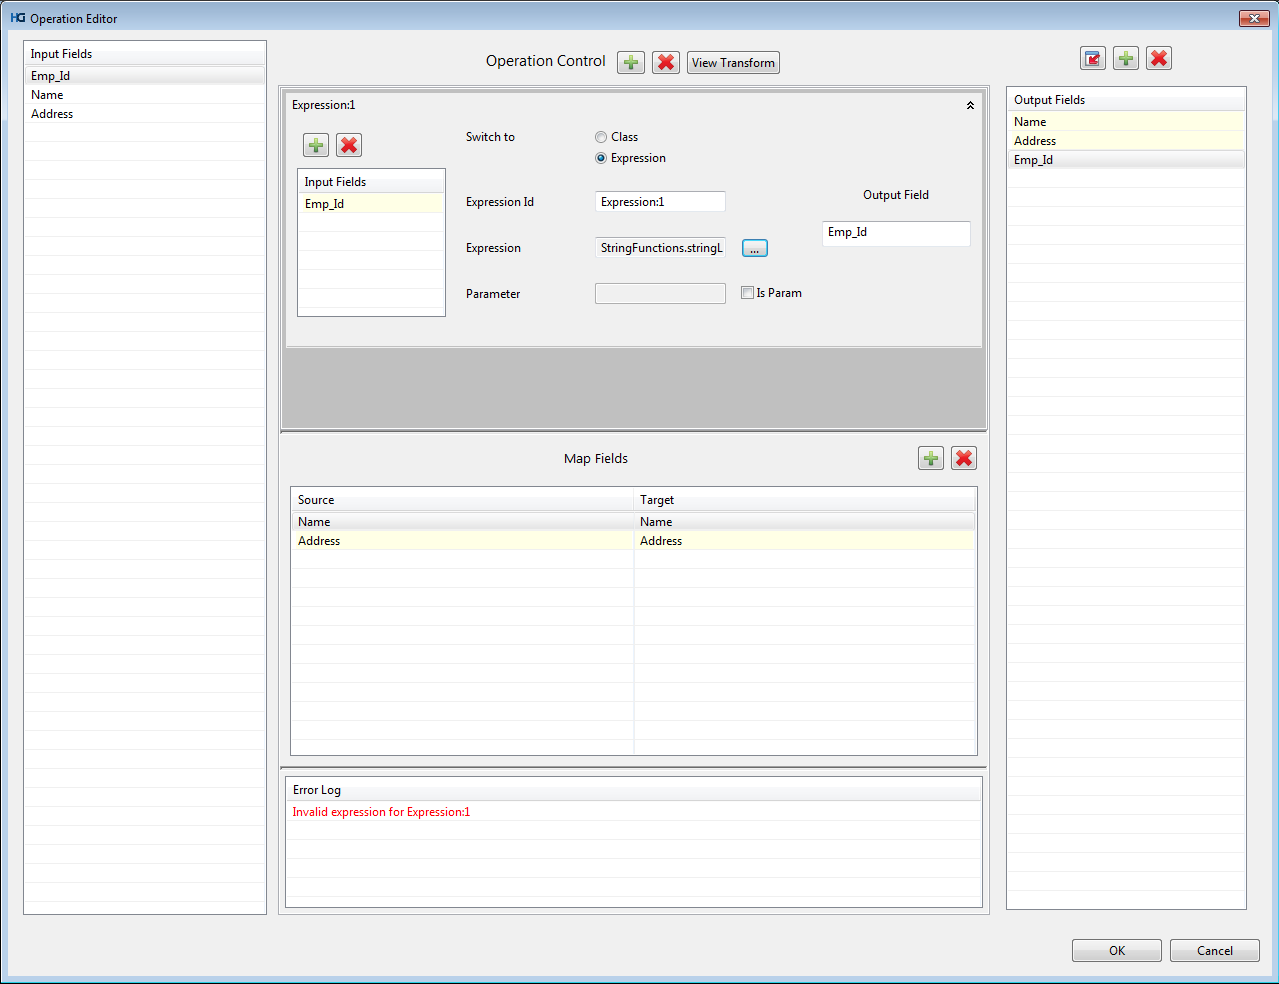 HG Operation Editor
Input Fields
Emp_Id
Name
Address
Operation Control
View Transform
Expression:1
Input Fields
Emp_Id
Switch to
Class
Expression
Expression Id
Expression:1
Expression
StringFunctions.stringL
...
Parameter
Is Param
Output Field
Emp_Id
Map Fields
Source Target
Name Name
Address Address
Error Log
Invalid expression for Expression:1
Output Fields
Name
Address
Emp_Id
OK
Cancel